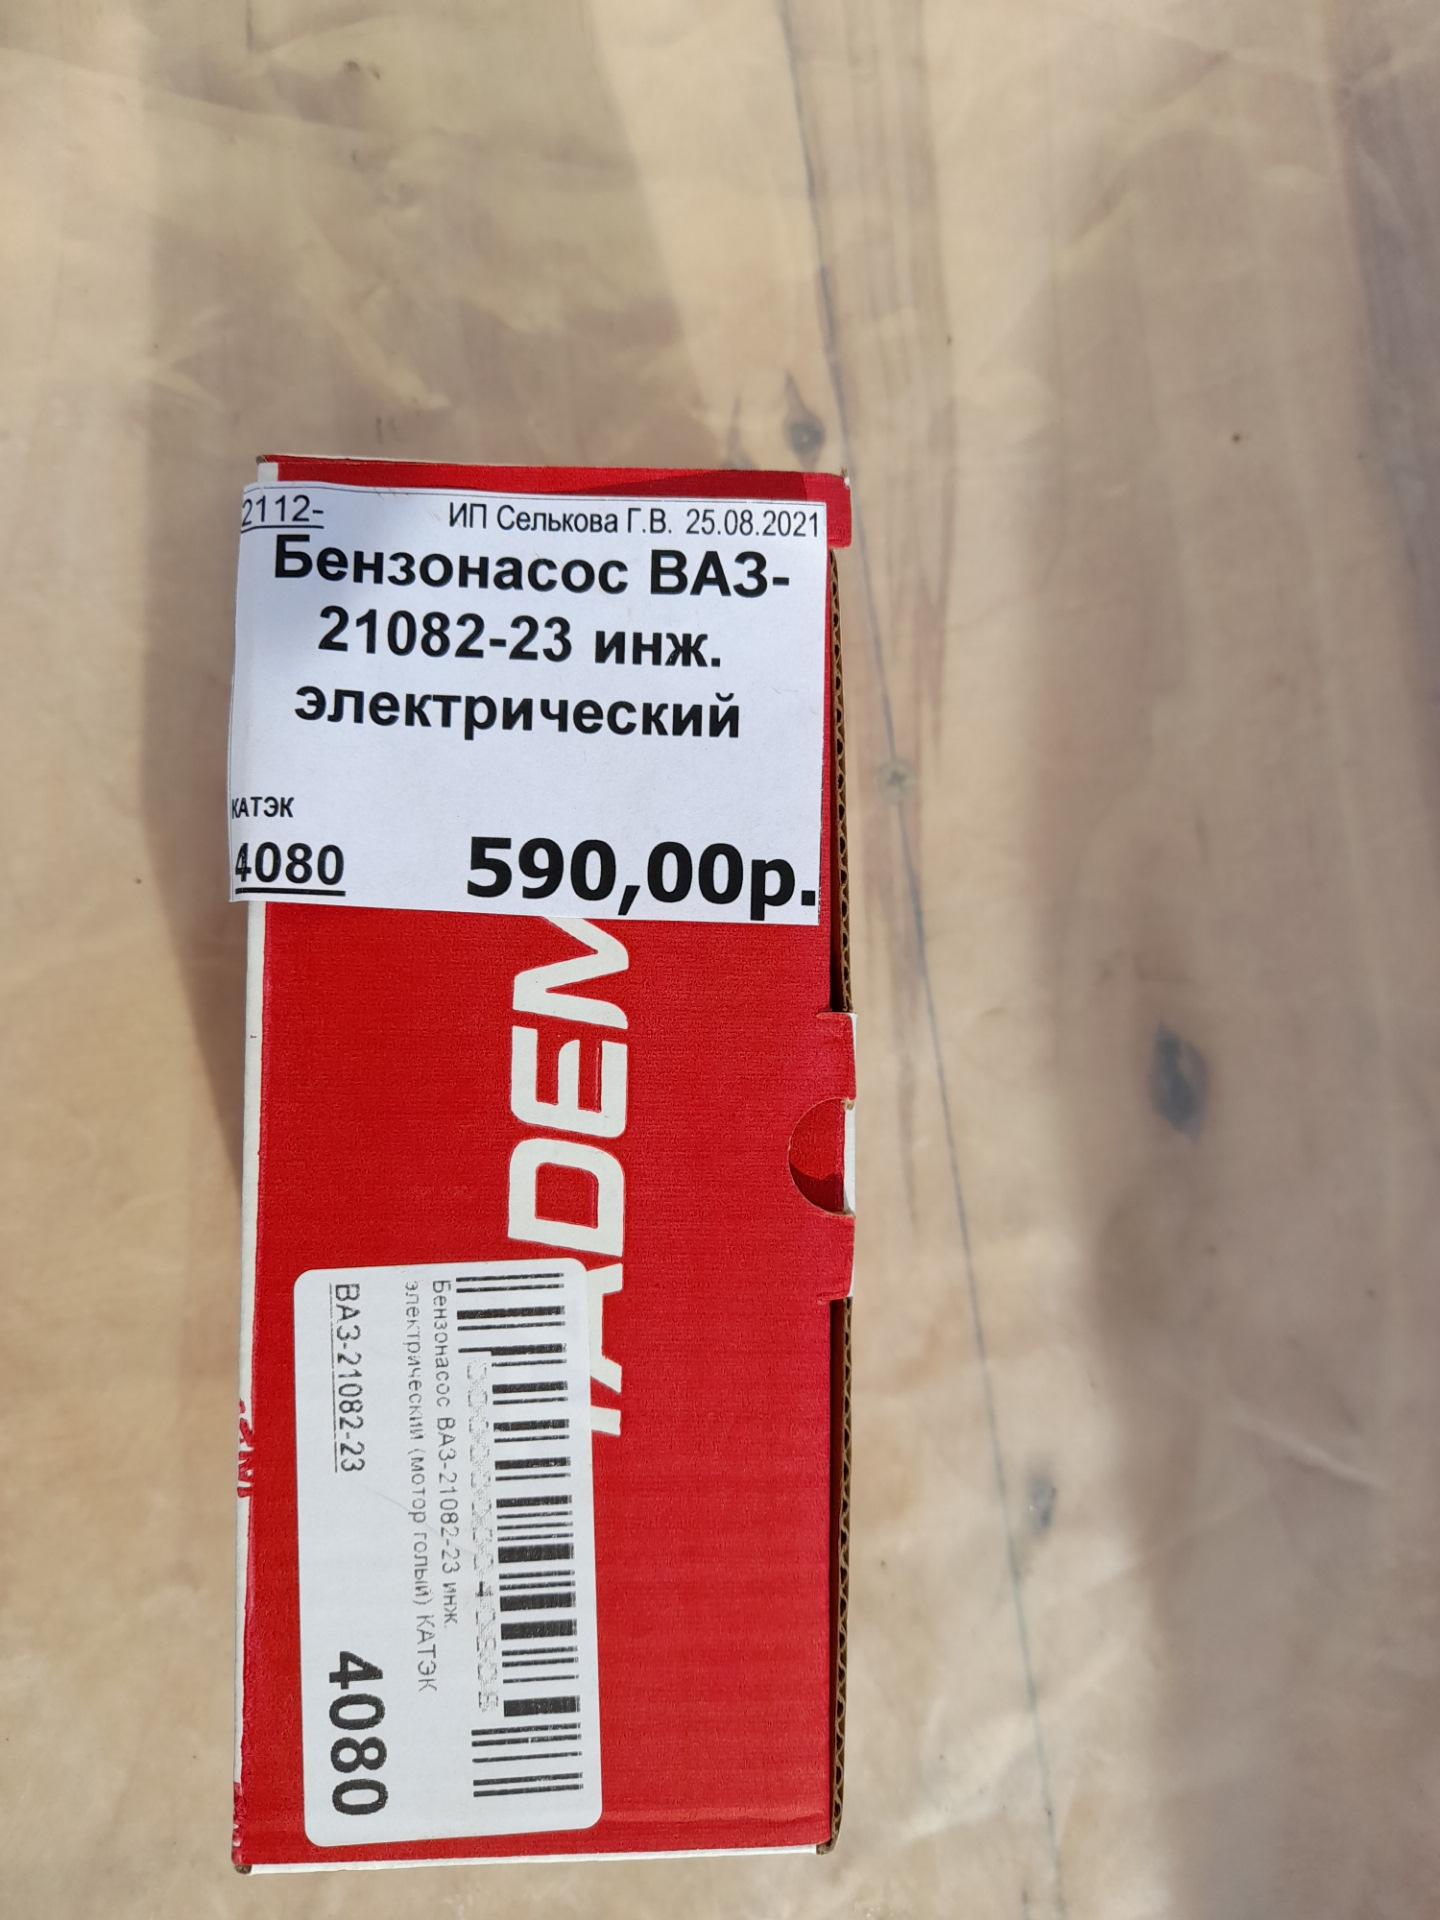 2112-
ИП Селькова Г.В. 25.08.2021
Бензонасос ВАЗ-
21082-23 инж.
электрический
КАТЭК
4080
590,00р.
Бензонасос ВАЗ-21082-23 инж.
электрический (мотор голый) КАТЭК
ВАЗ-21082-23
4080